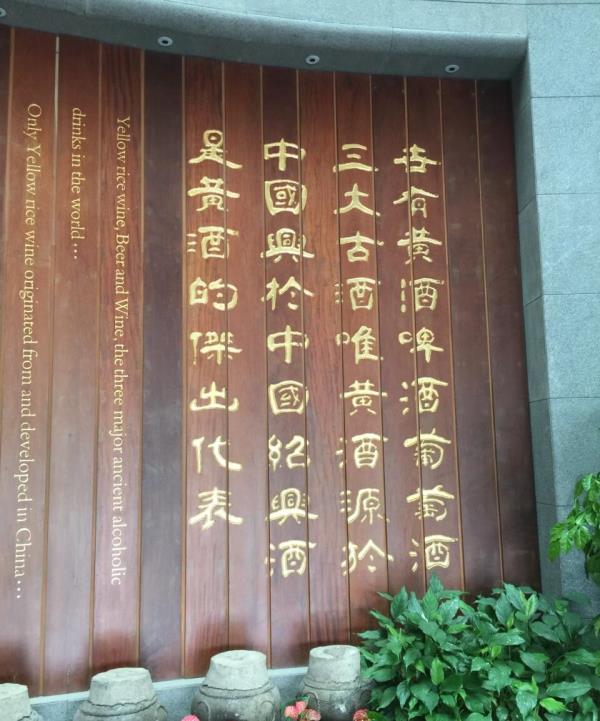 世有黃酒啤酒葡萄酒
三大古酒唯黃酒源於
中國興於中國紹興酒
是黃酒的傑出代表
Yellow rice wine, Beer and Wine, the three major ancient alcoholic
drinks in the world…
Only Yellow rice wine originated from and developed in China…